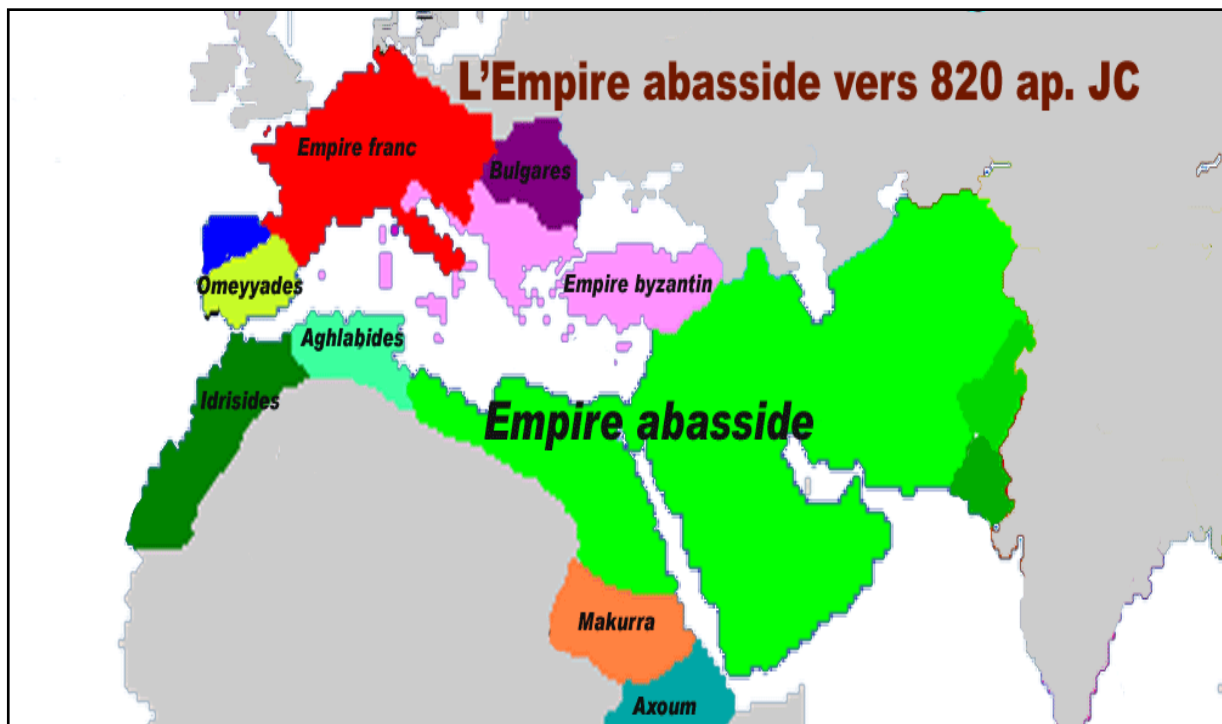 L'Empire abasside vers 820 ap. JC
Empire franc
Bulgares
Omeyyades
Empire byzantin
Aghlabides
Idrisides
Empire abasside
Makurra
Axoum